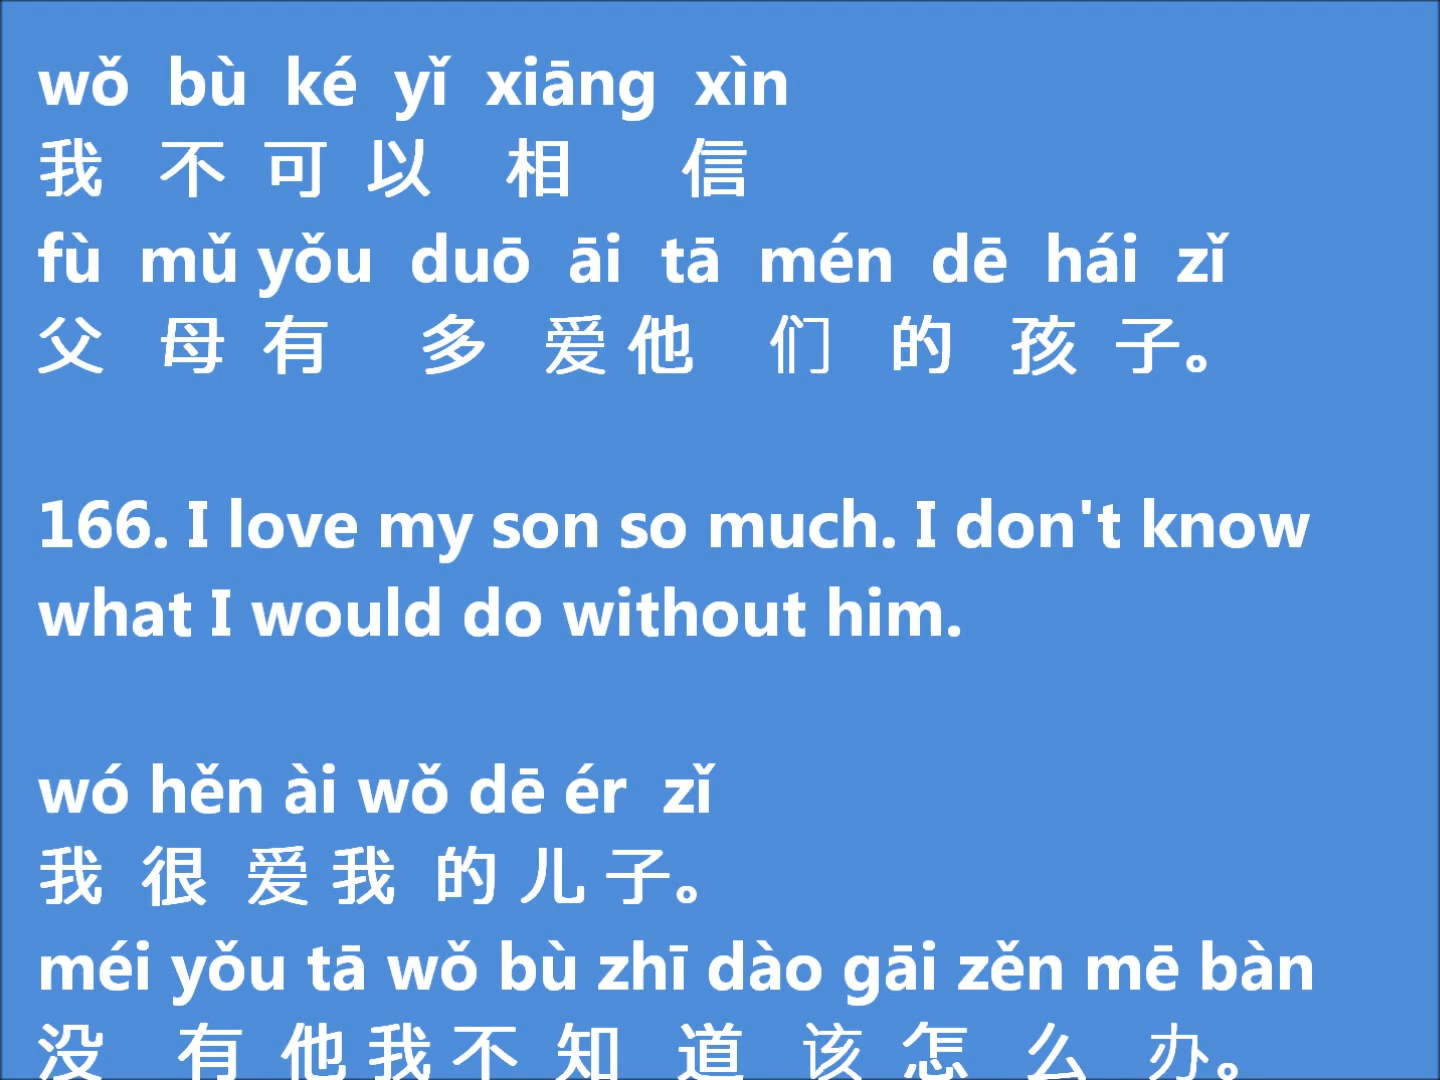 wǒ bù ké yǐ xiāng xìn
我 不 可 以 相 信
fù mǔ yǒu duō āi tā mén dē hái zǐ
父 母 有 多 爱 他 们 的 孩 子。
166. I love my son so much. I don't know
what I would do without him.
wó hěn ài wǒ dē ér zǐ
我 很 爱 我 的 儿 子。
méi yǒu tā wǒ bù zhī dào gāi zěn mē bàn
没 有 他 我 不 知 道 该 怎 么 办。